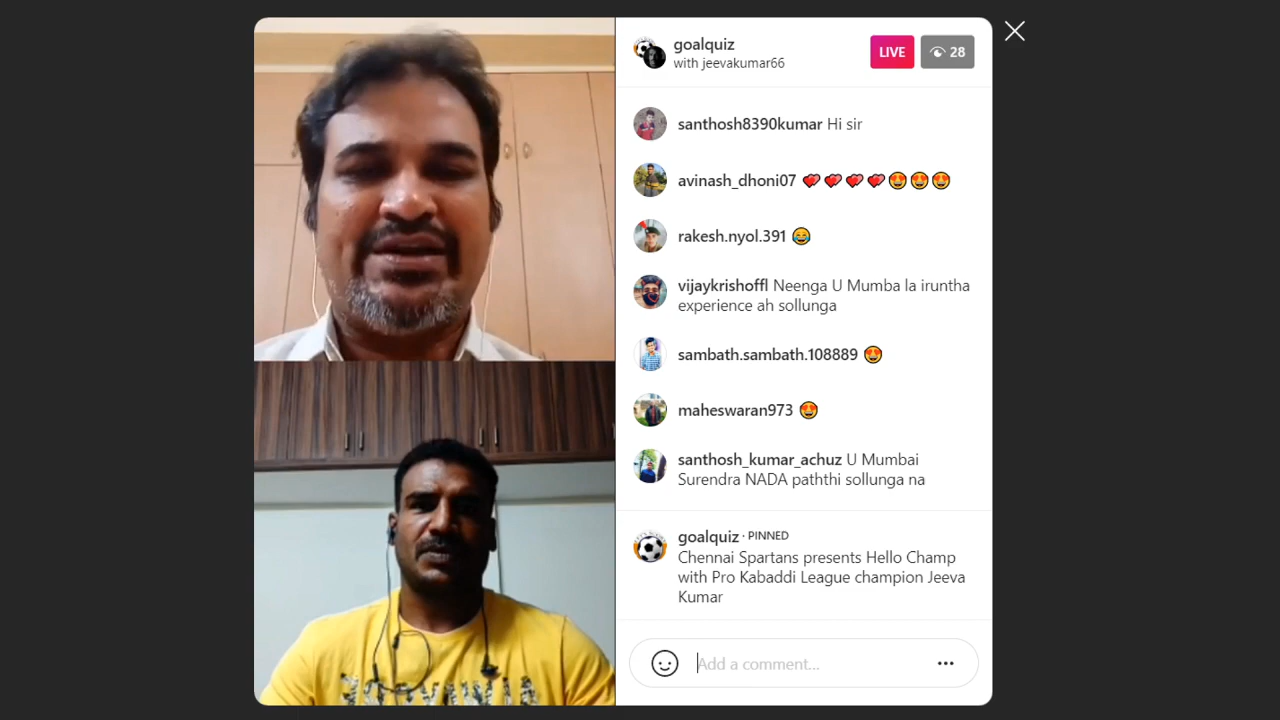 goalquiz
with jeevakumar66
LIVE
28
santhosh8390kumar Hi sir
avinash_dhoni07 💕💕💕💕😍😍😍
rakesh.nyol.391 😂
vijaykrishoffl Neenga U Mumba la iruntha
experience ah sollunga
sambath.sambath.108889 😍
maheswaran973 😍
santhosh_kumar_achuz U Mumbai
Surendra NADA paththi sollunga na
goalquiz · PINNED
Chennai Spartans presents Hello Champ
with Pro Kabaddi League champion Jeeva
Kumar
Add a comment...